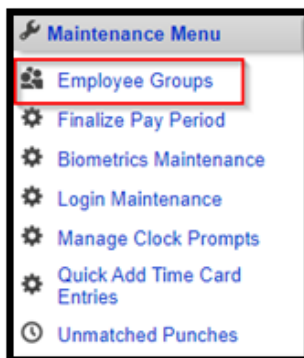 Maintenance Menu
Employee Groups
Finalize Pay Period
Biometrics Maintenance
Login Maintenance
Manage Clock Prompts
Quick Add Time Card
Entries
Unmatched Punches